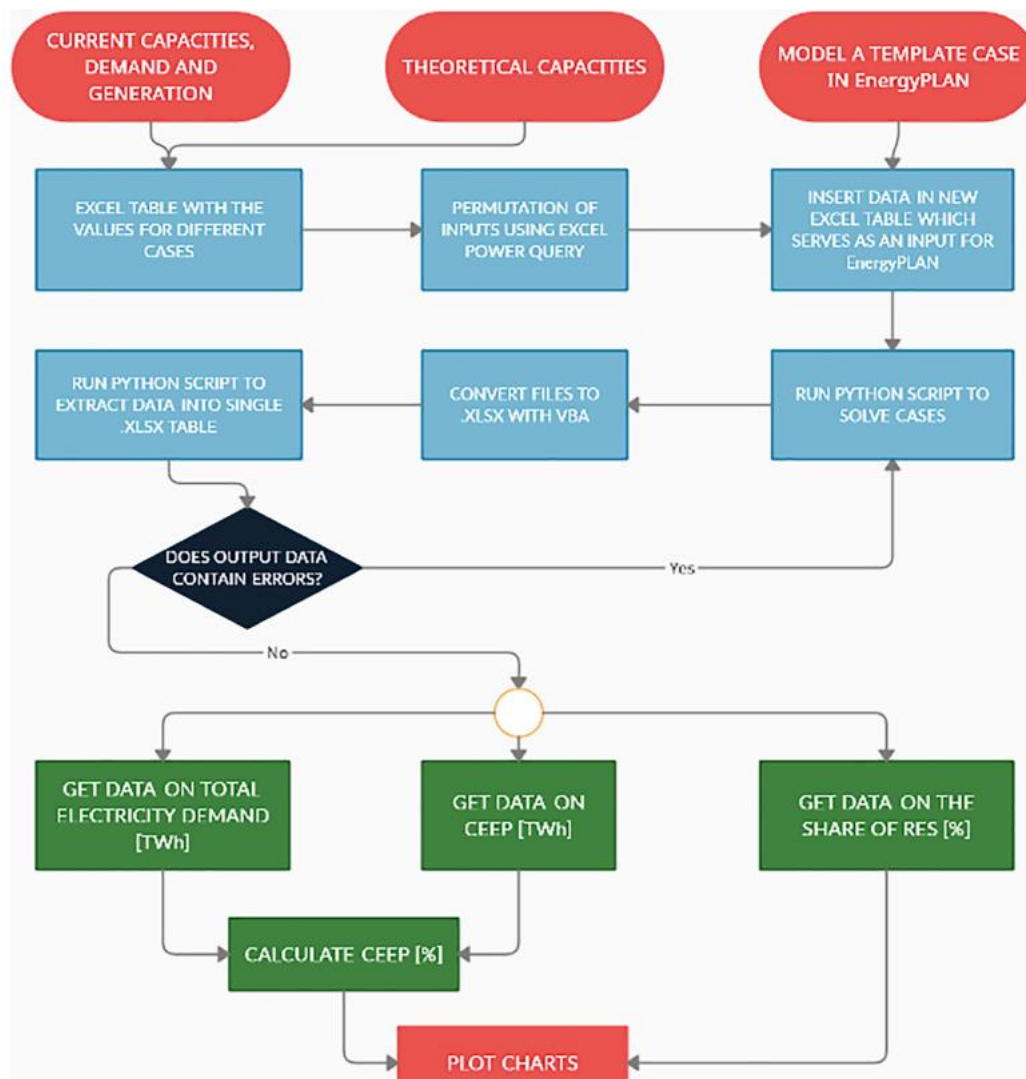 CURRENT CAPACITIES,
DEMAND AND
GENERATION
THEORETICAL CAPACITIES
MODEL A TEMPLATE CASE
IN EnergyPLAN
EXCEL TABLE WITH THE
VALUES FOR DIFFERENT
CASES
PERMUTATION OF
INPUTS USING EXCEL
POWER QUERY
INSERT DATA IN NEW
EXCEL TABLE WHICH
SERVES AS AN INPUT FOR
EnergyPLAN
RUN PYTHON SCRIPT TO
EXTRACT DATA INTO SINGLE
.XLSX TABLE
CONVERT FILES TO
.XLSX WITH VBA
RUN PYTHON SCRIPT TO
SOLVE CASES
DOES OUTPUT DATA
CONTAIN ERRORS?
Yes
No
GET DATA ON TOTAL
ELECTRICITY DEMAND
[TWh]
GET DATA ON
CEEP [TWh]
GET DATA ON THE
SHARE OF RES [%]
CALCULATE CEEP [%]
PLOT CHARTS